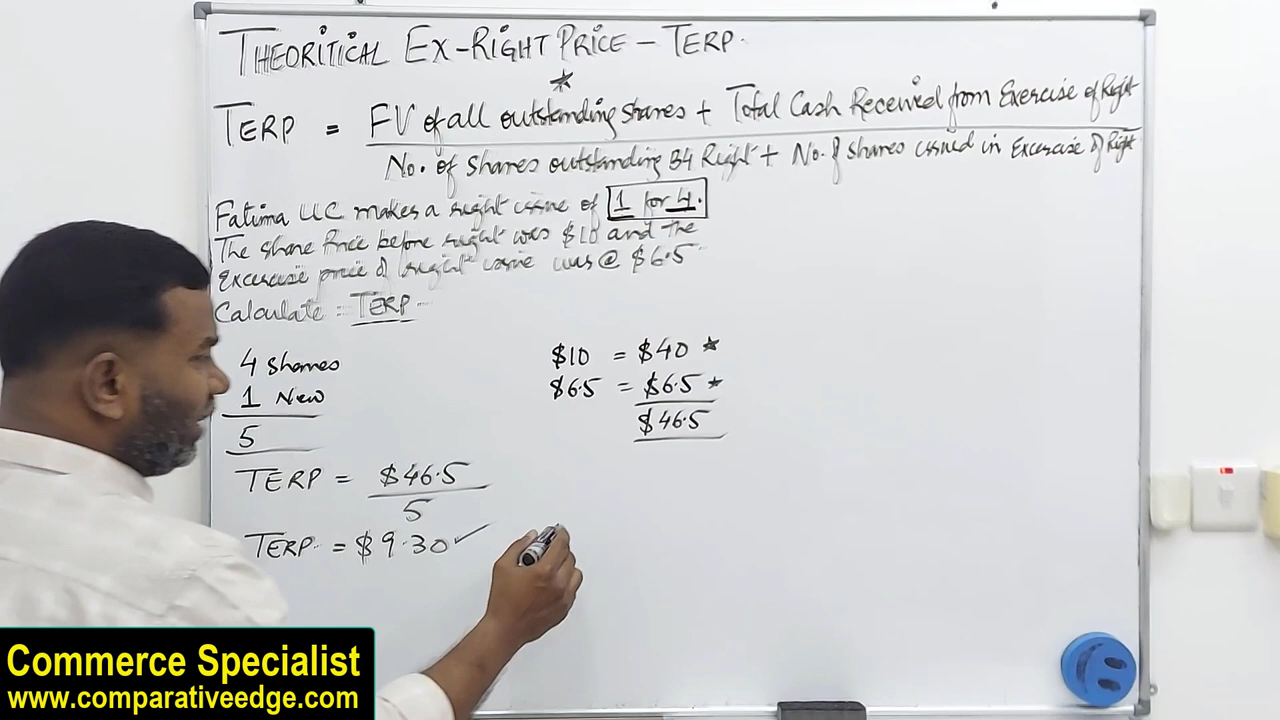 THEORITICAL EX-RIGHT PRICE - TERP.
TERP = FV of all outstanding shares + Total Cash Received from Exercise of Right
No. of shares outstanding B4 Right + No. of shares issued in Excercise of Right
Fatima LLC makes a right issue of 1 for 4.
The share Price before right was $10 and the
Excercise price of right issue was @ $6.5
Calculate : TERP
4 shares $10 = $40 *
1 New $6.5 = $6.5 *
5 $46.5
TERP = $46.5
5
TERP = $9.30 ✓
Commerce Specialist
www.comparativeedge.com